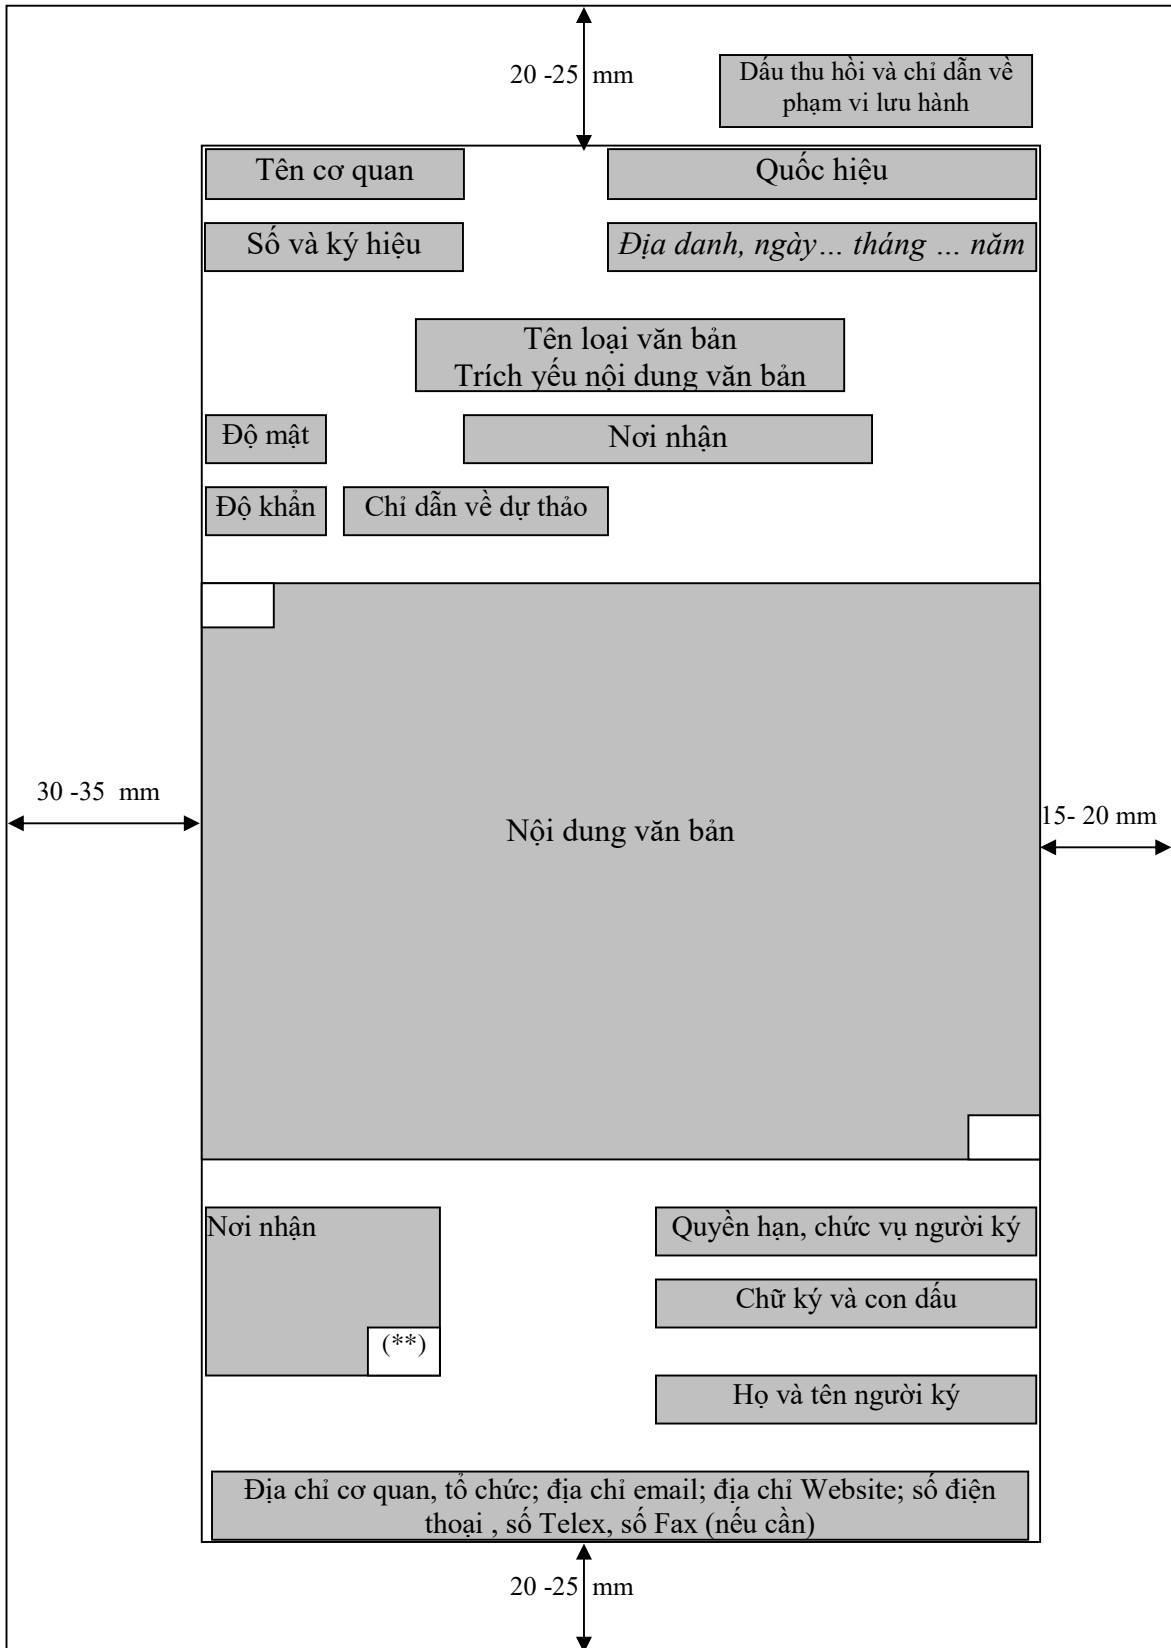 20 -25 mm
Dấu thu hồi và chỉ dẫn về
phạm vi lưu hành
Tên cơ quan
Quốc hiệu
Số và ký hiệu
Địa danh, ngày… tháng … năm
Tên loại văn bản
Trích yếu nội dung văn bản
Độ mật
Nơi nhận
Độ khẩn
Chỉ dẫn về dự thảo
30 -35 mm
15- 20 mm
Nội dung văn bản
Nơi nhận
Quyền hạn, chức vụ người ký
Chữ ký và con dấu
(**)
Họ và tên người ký
Địa chỉ cơ quan, tổ chức; địa chỉ email; địa chỉ Website; số điện
thoại , số Telex, số Fax (nếu cần)
20 -25 mm